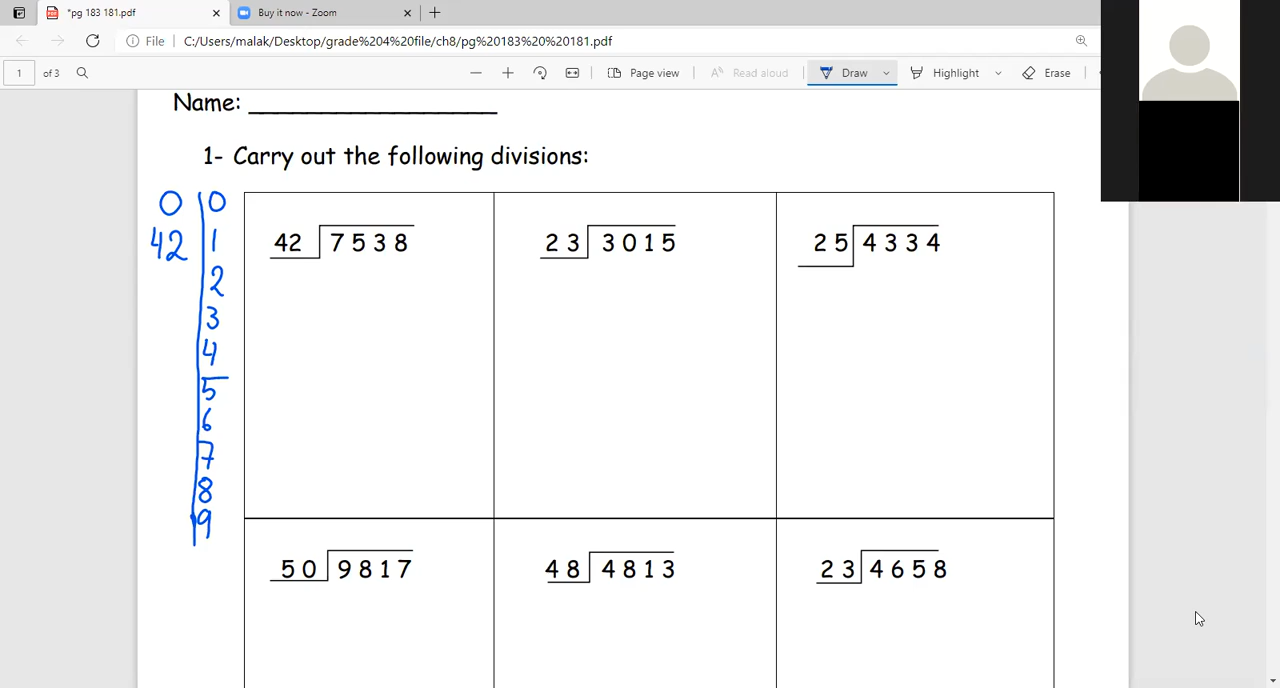 *pg 183 181.pdf
Buy it now - Zoom
File C:/Users/malak/Desktop/grade%204%20file/ch8/pg%20183%20%20181.pdf
1 of 3 Page view Read aloud Draw Highlight Erase
Name: _________________
1- Carry out the following divisions:
0 0
42 1
2
3
4
5
6
7
8
9
42 7538
23 3015
25 4334
50 9817
48 4813
23 4658